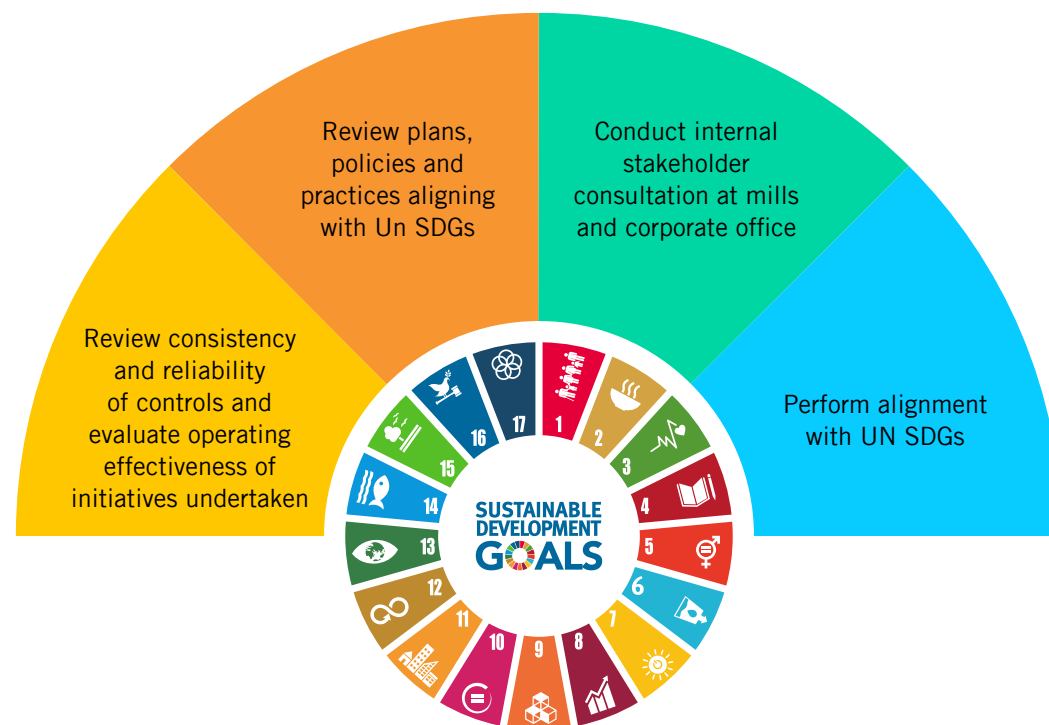 Review consistency
and reliability
of controls and
evaluate operating
effectiveness of
initiatives undertaken
Review plans,
policies and
practices aligning
with Un SDGs
Conduct internal
stakeholder
consultation at mills
and corporate office
Perform alignment
with UN SDGs
1
2
3
4
5
6
7
8
9
10
11
12
13
14
15
16
17
SUSTAINABLE
DEVELOPMENT
GOALS